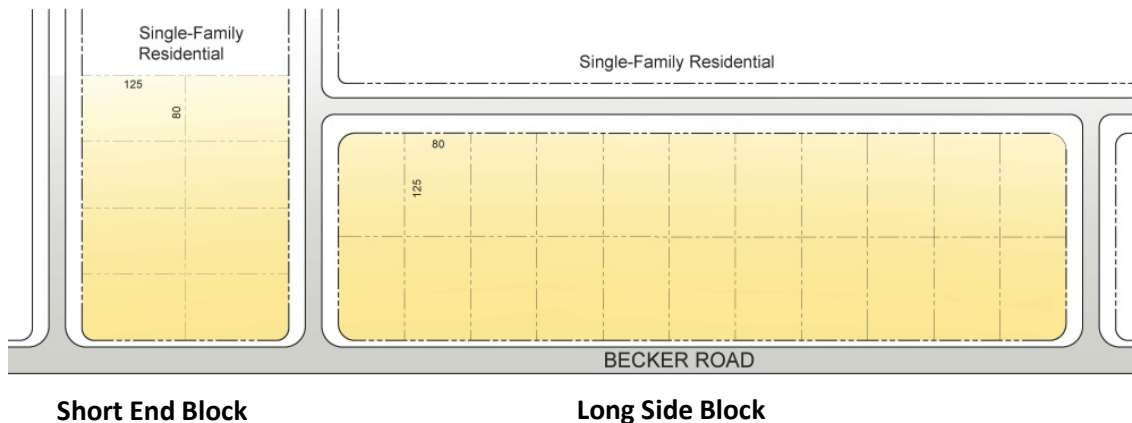 Single-Family
Residential
125
80
Single-Family Residential
80
125
BECKER ROAD
Short End Block
Long Side Block